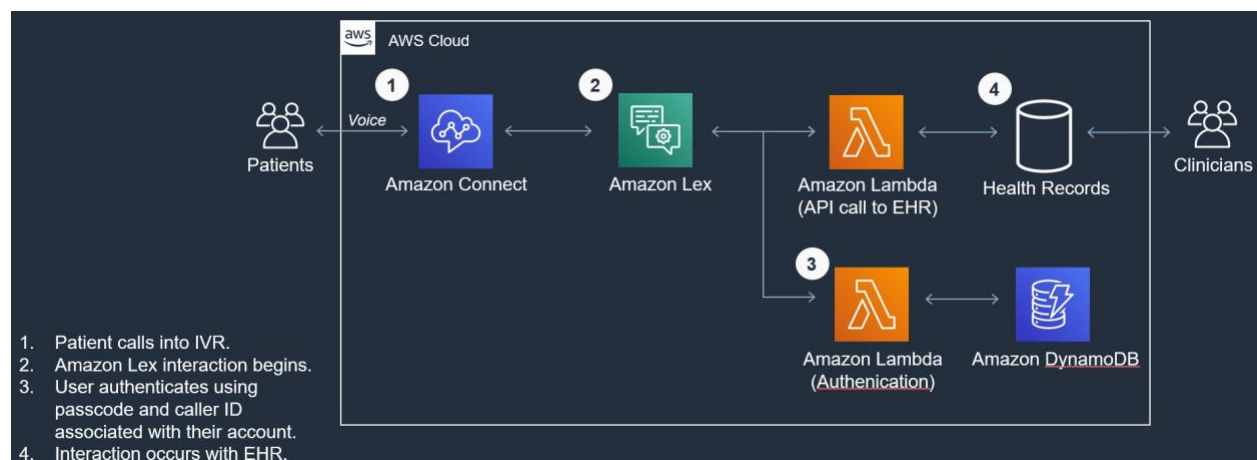 aws
AWS Cloud
1
2
4
Voice
Patients
Amazon Connect
Amazon Lex
Amazon Lambda
(API call to EHR)
Health Records
Clinicians
3
Amazon Lambda
(Authenication)
Amazon DynamoDB
1. Patient calls into IVR.
2. Amazon Lex interaction begins.
3. User authenticates using
passcode and caller ID
associated with their account.
4. Interaction occurs with EHR.